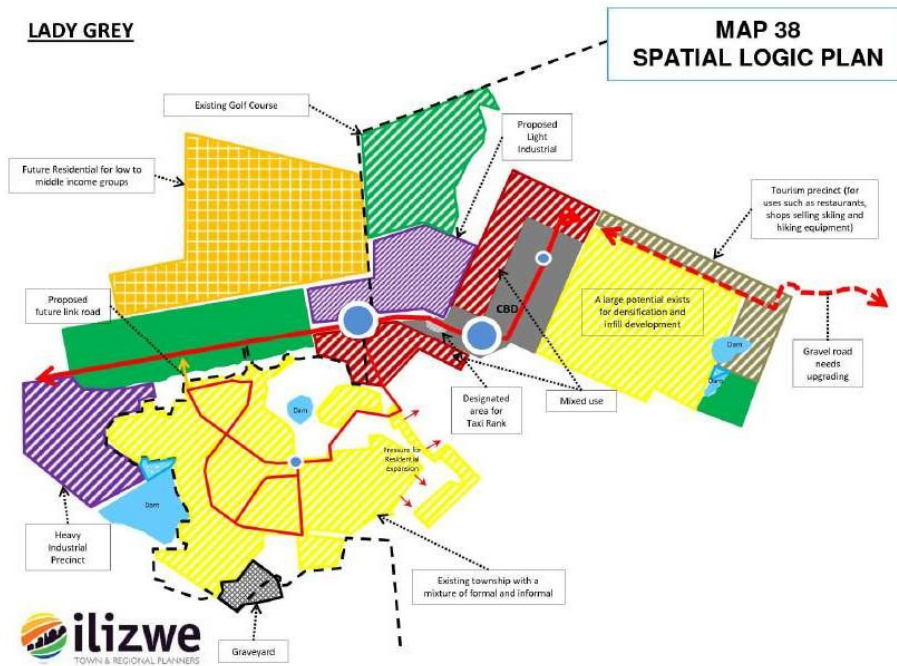 LADY GREY
MAP 38
SPATIAL LOGIC PLAN
Existing Golf Course
Proposed
Light
Industrial
Future Residential for low to
middle income groups
Tourism precinct (for
uses such as restaurants,
shops selling skiing and
hiking equipment)
Proposed
future link road
CBD
A large potential exists
for densification and
infill development
Dam
Dam
Gravel road
needs
upgrading
Designated
area for
Taxi Rank
Mixed use
Dam
Pressure for
Residential
expansion
Dam
Dam
Heavy
Industrial
Precinct
Existing township with a
mixture of formal and informal
Graveyard
ilizwe
TOWN & REGIONAL PLANNERS